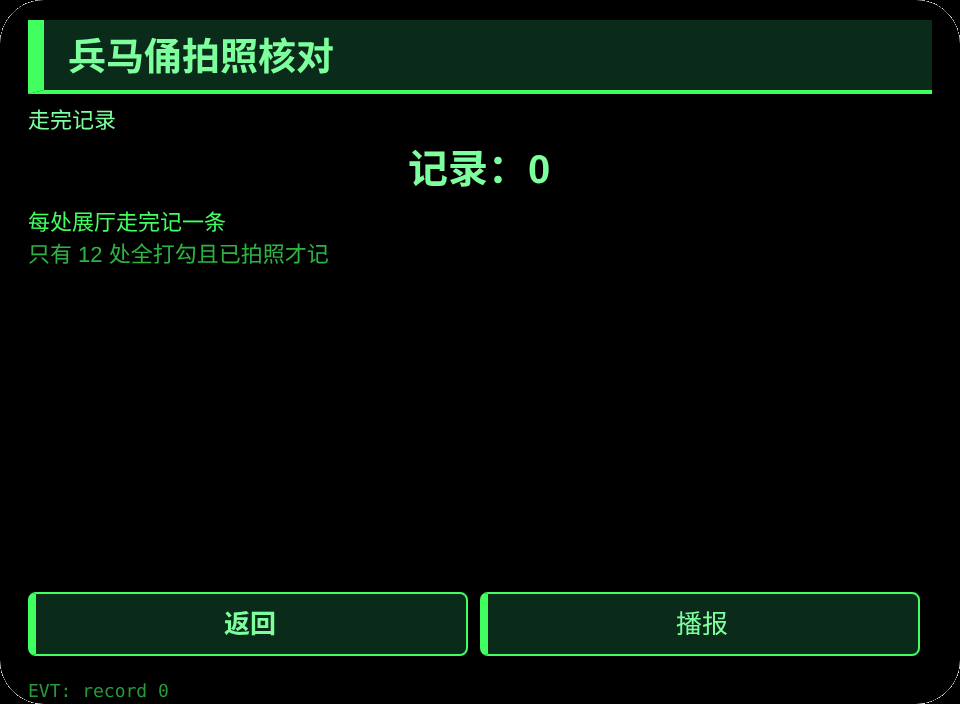 兵马俑拍照核对
走完记录
记录：0
每处展厅走完记一条
只有 12 处全打勾且已拍照才记
返回
播报
EVT: record 0